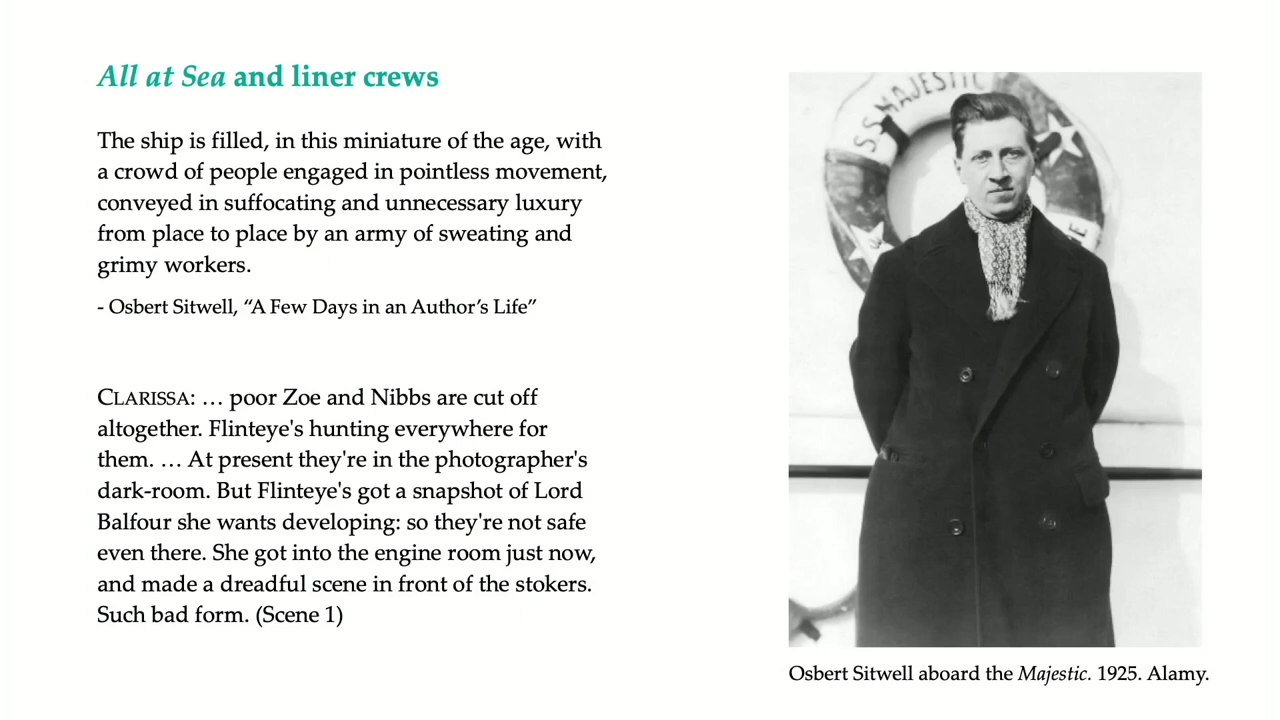 All at Sea and liner crews
The ship is filled, in this miniature of the age, with
a crowd of people engaged in pointless movement,
conveyed in suffocating and unnecessary luxury
from place to place by an army of sweating and
grimy workers.
- Osbert Sitwell, “A Few Days in an Author’s Life”
CLARISSA: … poor Zoe and Nibbs are cut off
altogether. Flinteye's hunting everywhere for
them. … At present they're in the photographer's
dark-room. But Flinteye's got a snapshot of Lord
Balfour she wants developing: so they're not safe
even there. She got into the engine room just now,
and made a dreadful scene in front of the stokers.
Such bad form. (Scene 1)
SS MAJESTIC
Osbert Sitwell aboard the Majestic. 1925. Alamy.